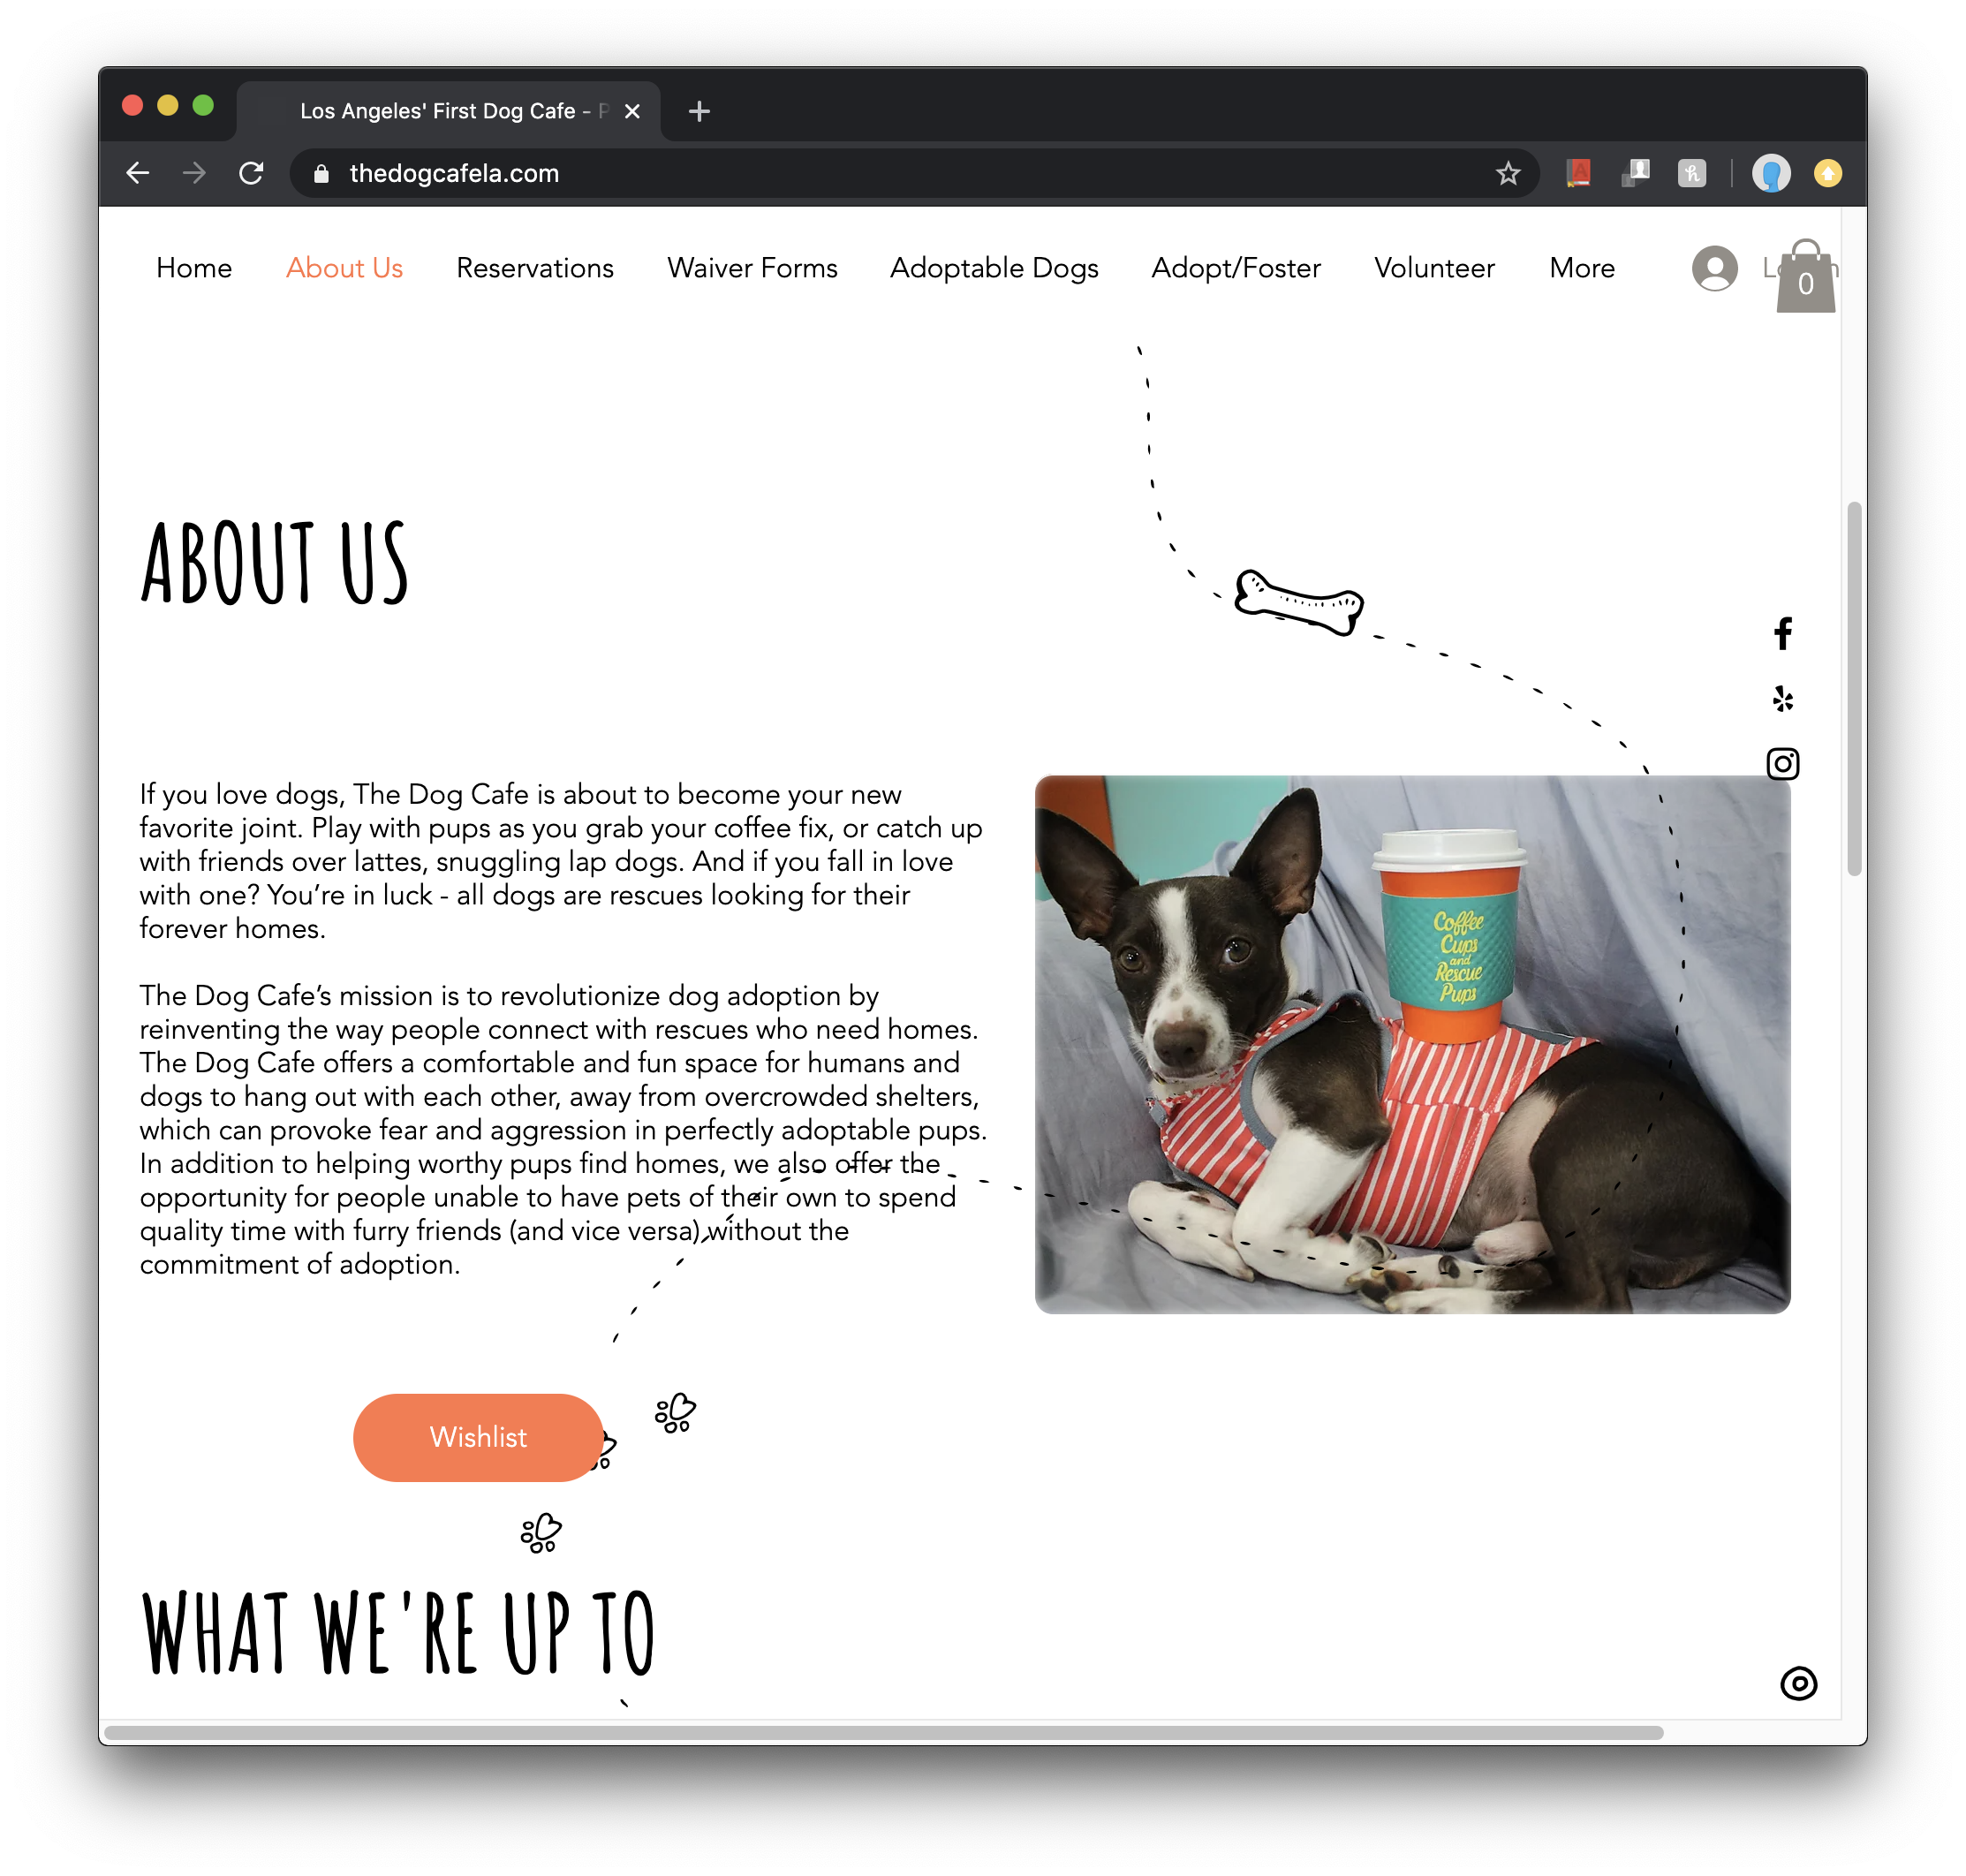 Los Angeles' First Dog Cafe - P
thedogcafela.com
Home About Us Reservations Waiver Forms Adoptable Dogs Adopt/Foster Volunteer More
0
ABOUT US
If you love dogs, The Dog Cafe is about to become your new
favorite joint. Play with pups as you grab your coffee fix, or catch up
with friends over lattes, snuggling lap dogs. And if you fall in love
with one? You’re in luck - all dogs are rescues looking for their
forever homes.
The Dog Cafe’s mission is to revolutionize dog adoption by
reinventing the way people connect with rescues who need homes.
The Dog Cafe offers a comfortable and fun space for humans and
dogs to hang out with each other, away from overcrowded shelters,
which can provoke fear and aggression in perfectly adoptable pups.
In addition to helping worthy pups find homes, we also offer the
opportunity for people unable to have pets of their own to spend
quality time with furry friends (and vice versa) without the
commitment of adoption.
Coffee
Cups
and
Rescue
Pups
Wishlist
WHAT WE'RE UP TO